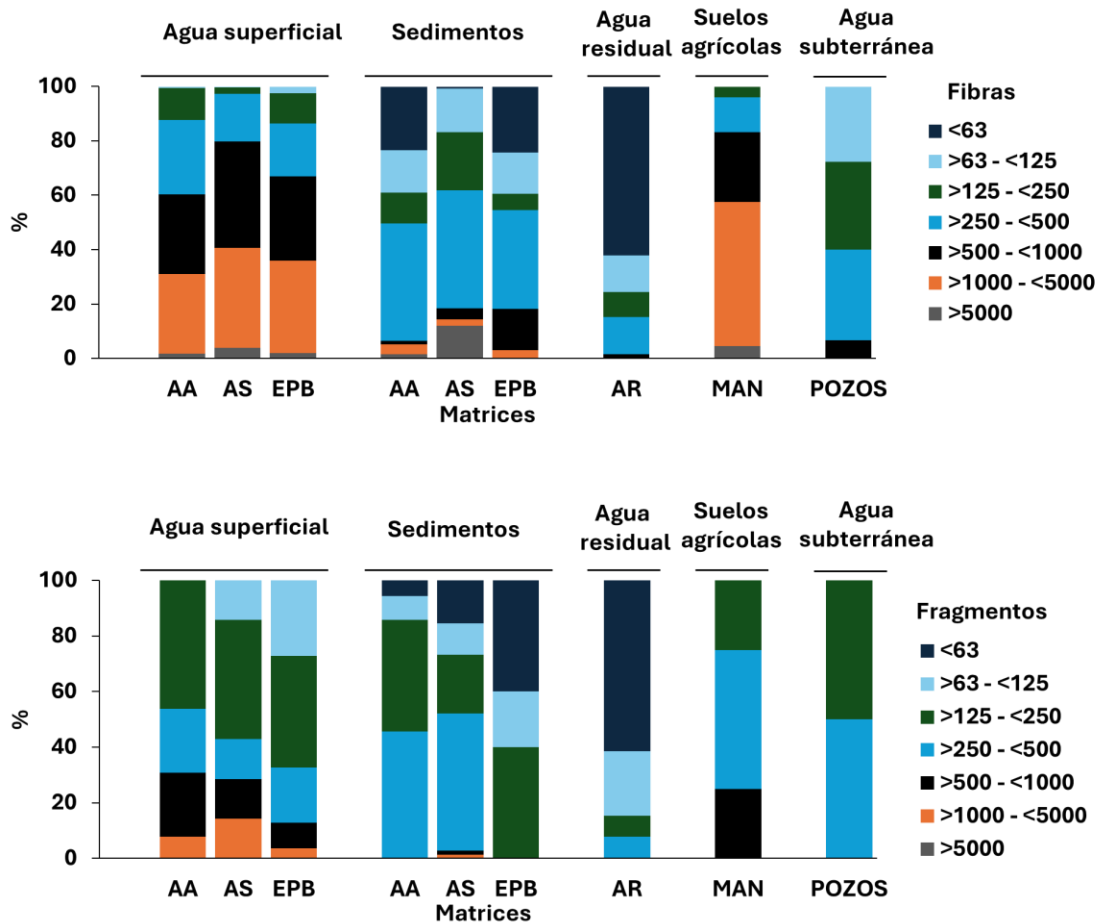 Agua superficial
Sedimentos
Agua
residual
Suelos
agrícolas
Agua
subterránea
100
80
60
40
20
0
%
AA AS EPB
AA AS EPB
AR
MAN
POZOS
Matrices
Fibras
<63
>63 - <125
>125 - <250
>250 - <500
>500 - <1000
>1000 - <5000
>5000
Agua superficial
Sedimentos
Agua
residual
Suelos
agrícolas
Agua
subterránea
100
80
60
40
20
0
%
AA AS EPB
AA AS EPB
AR
MAN
POZOS
Matrices
Fragmentos
<63
>63 - <125
>125 - <250
>250 - <500
>500 - <1000
>1000 - <5000
>5000